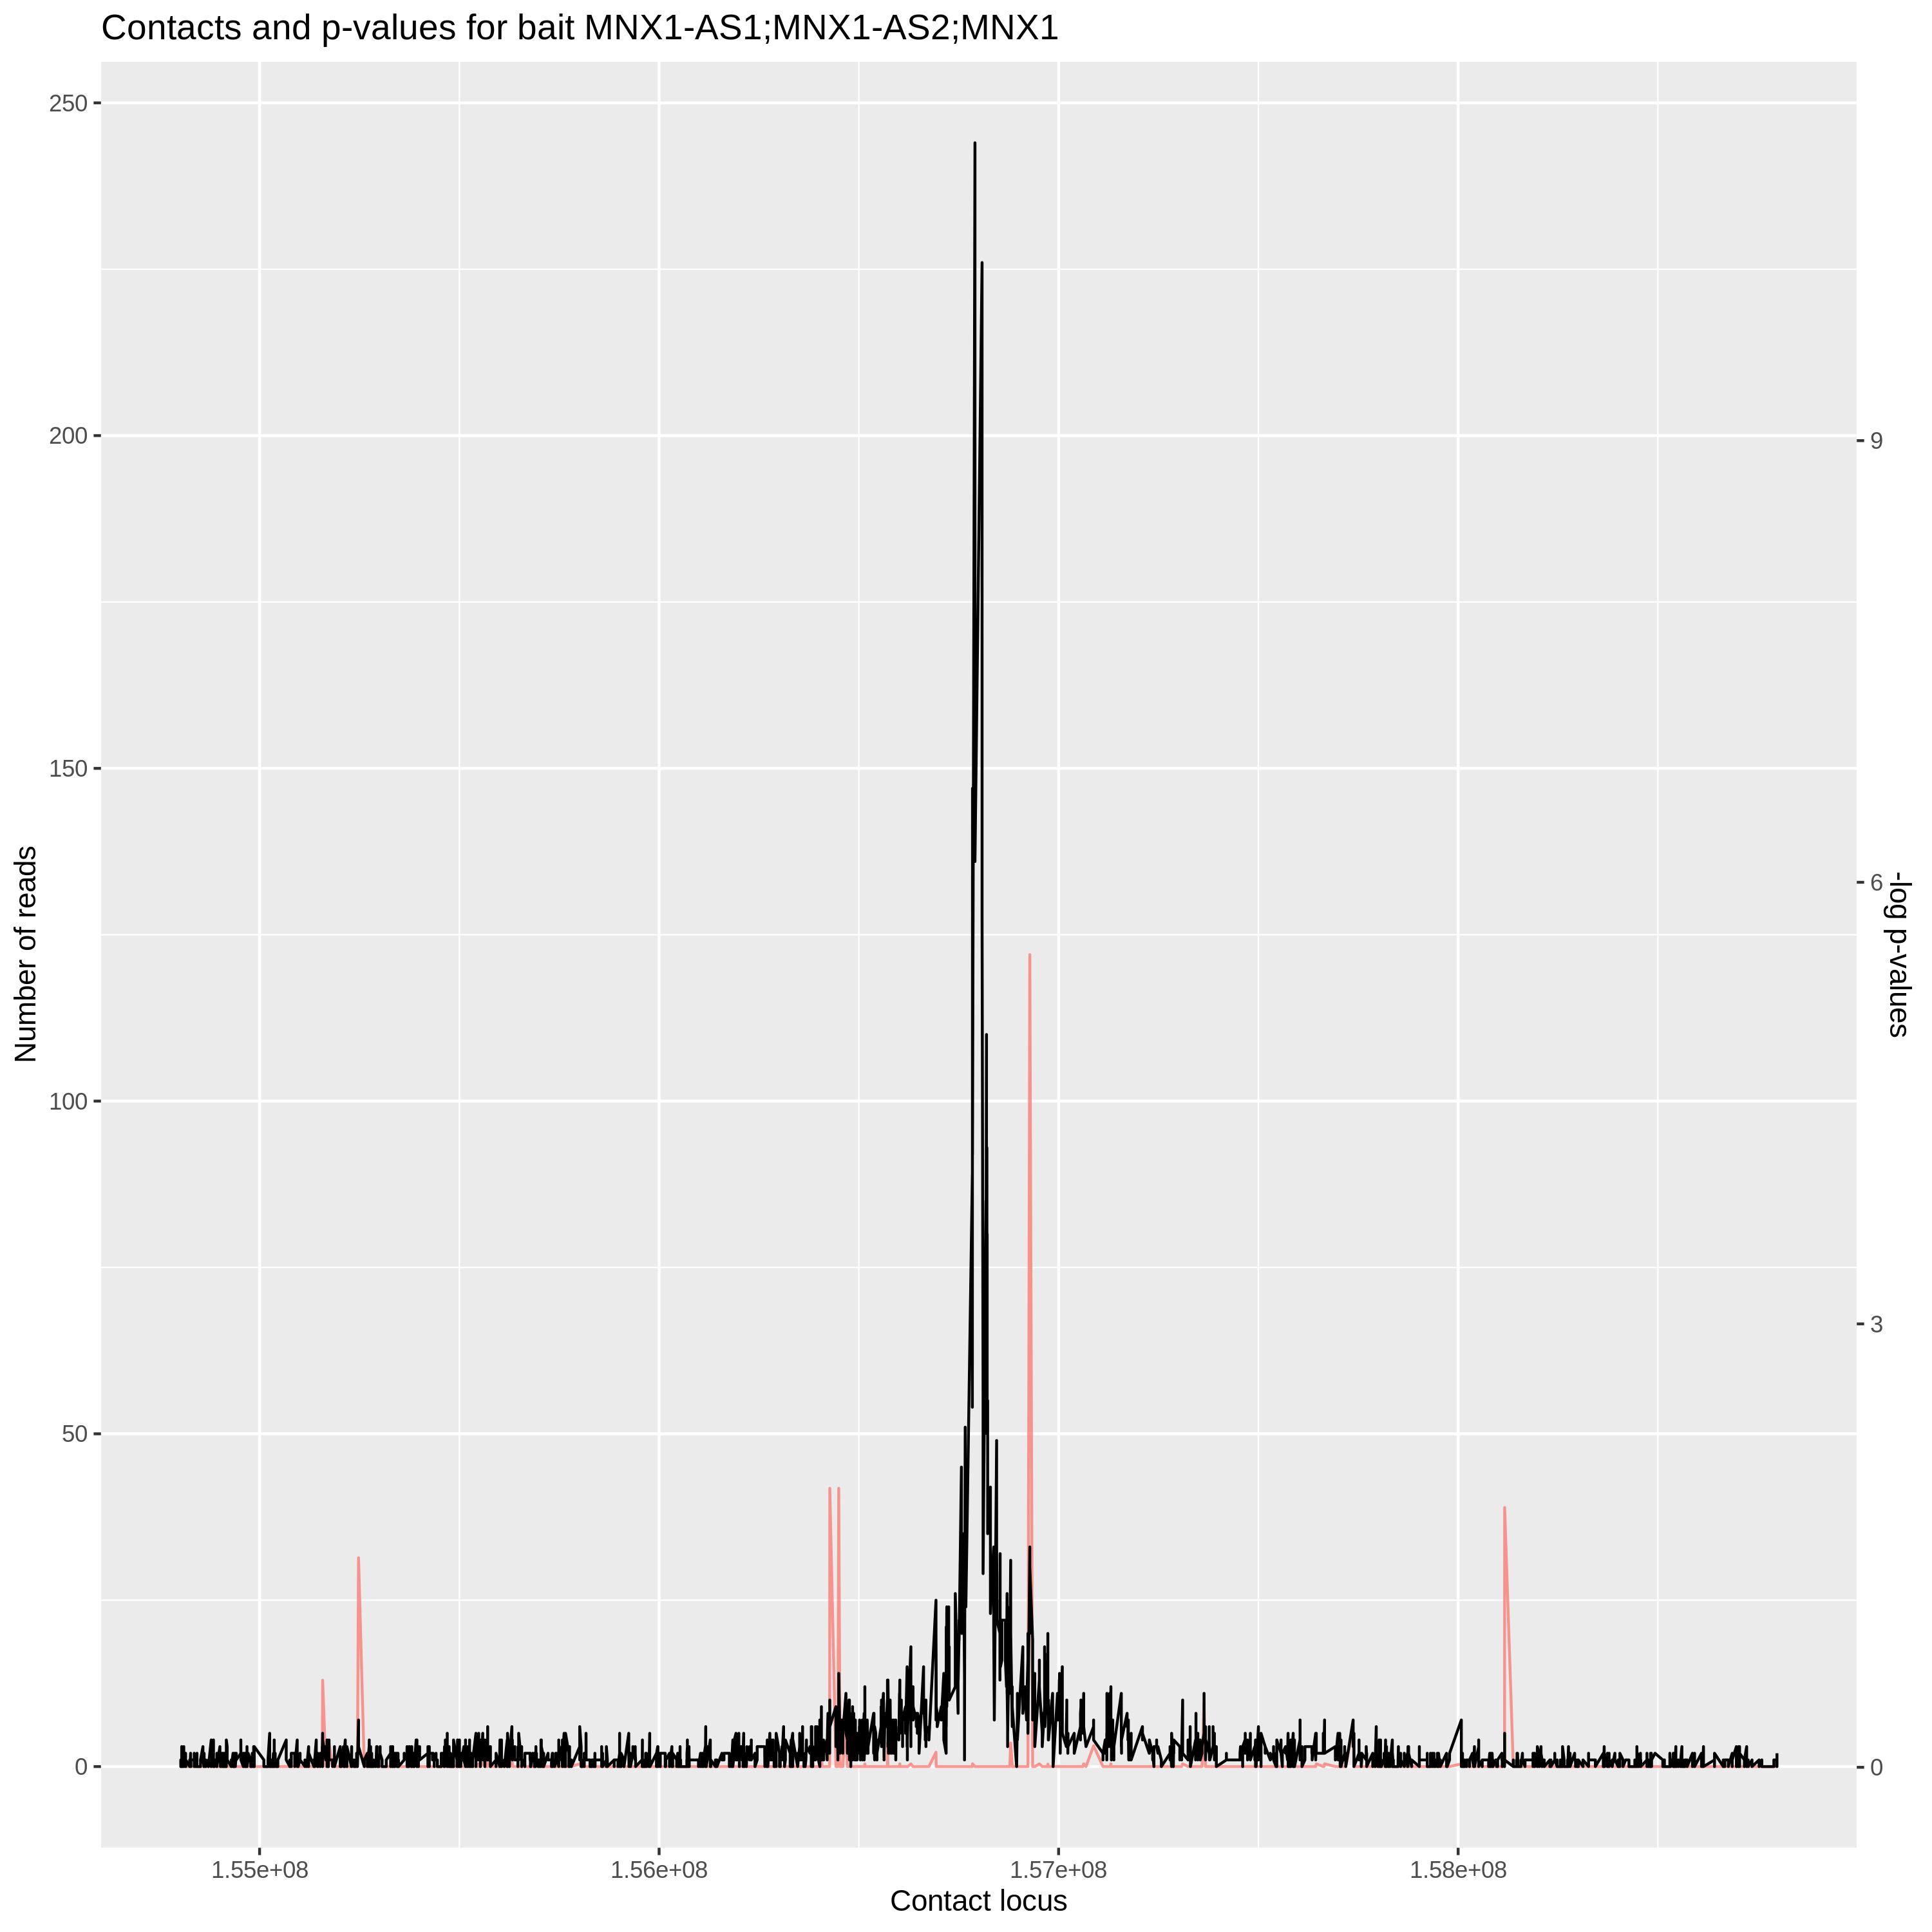 Contacts and p-values for bait MNX1-AS1;MNX1-AS2;MNX1
250
200
150
100
50
0
Number of reads
9
6
3
0
-log p-values
1.55e+08
1.56e+08
1.57e+08
1.58e+08
Contact locus